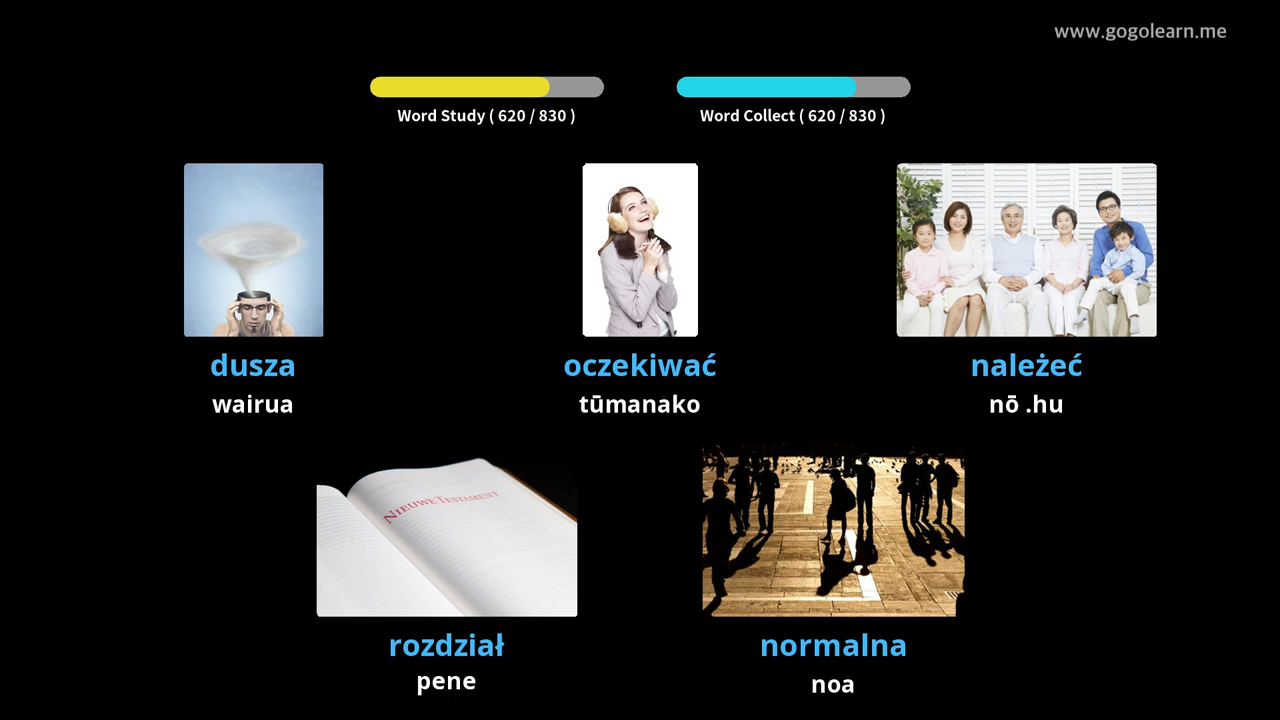 www.gogolearn.me
Word Study ( 620 / 830 )
Word Collect ( 620 / 830 )
dusza
wairua
oczekiwać
tūmanako
należeć
nō .hu
NIEUWE TESTAMENT
rozdział
pene
normalna
noa